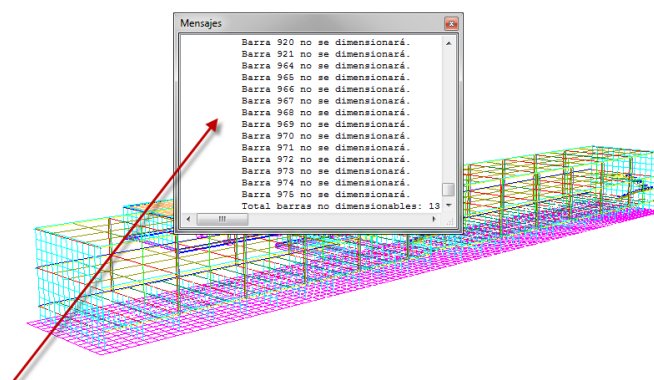 Mensajes
Barra 920 no se dimensionará.
Barra 921 no se dimensionará.
Barra 964 no se dimensionará.
Barra 965 no se dimensionará.
Barra 966 no se dimensionará.
Barra 967 no se dimensionará.
Barra 968 no se dimensionará.
Barra 969 no se dimensionará.
Barra 970 no se dimensionará.
Barra 971 no se dimensionará.
Barra 972 no se dimensionará.
Barra 973 no se dimensionará.
Barra 974 no se dimensionará.
Barra 975 no se dimensionará.
Total barras no dimensionables: 13